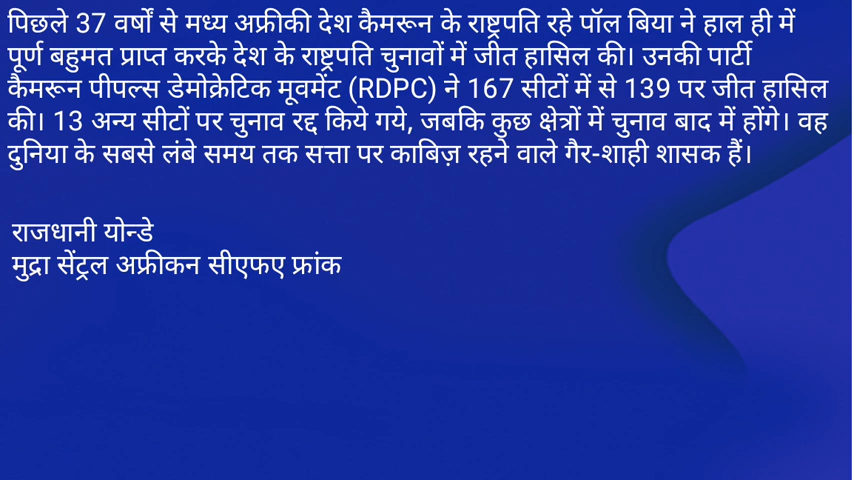 पिछले 37 वर्षों से मध्य अफ्रीकी देश कैमरून के राष्ट्रपति रहे पॉल बिया ने हाल ही में
पूर्ण बहुमत प्राप्त करके देश के राष्ट्रपति चुनावों में जीत हासिल की। उनकी पार्टी
कैमरून पीपल्स डेमोक्रेटिक मूवमेंट (RDPC) ने 167 सीटों में से 139 पर जीत हासिल
की। 13 अन्य सीटों पर चुनाव रद्द किये गये, जबकि कुछ क्षेत्रों में चुनाव बाद में होंगे। वह
दुनिया के सबसे लंबे समय तक सत्ता पर काबिज़ रहने वाले गैर-शाही शासक हैं।
राजधानी योन्डे
मुद्रा सेंट्रल अफ्रीकन सीएफए फ्रांक